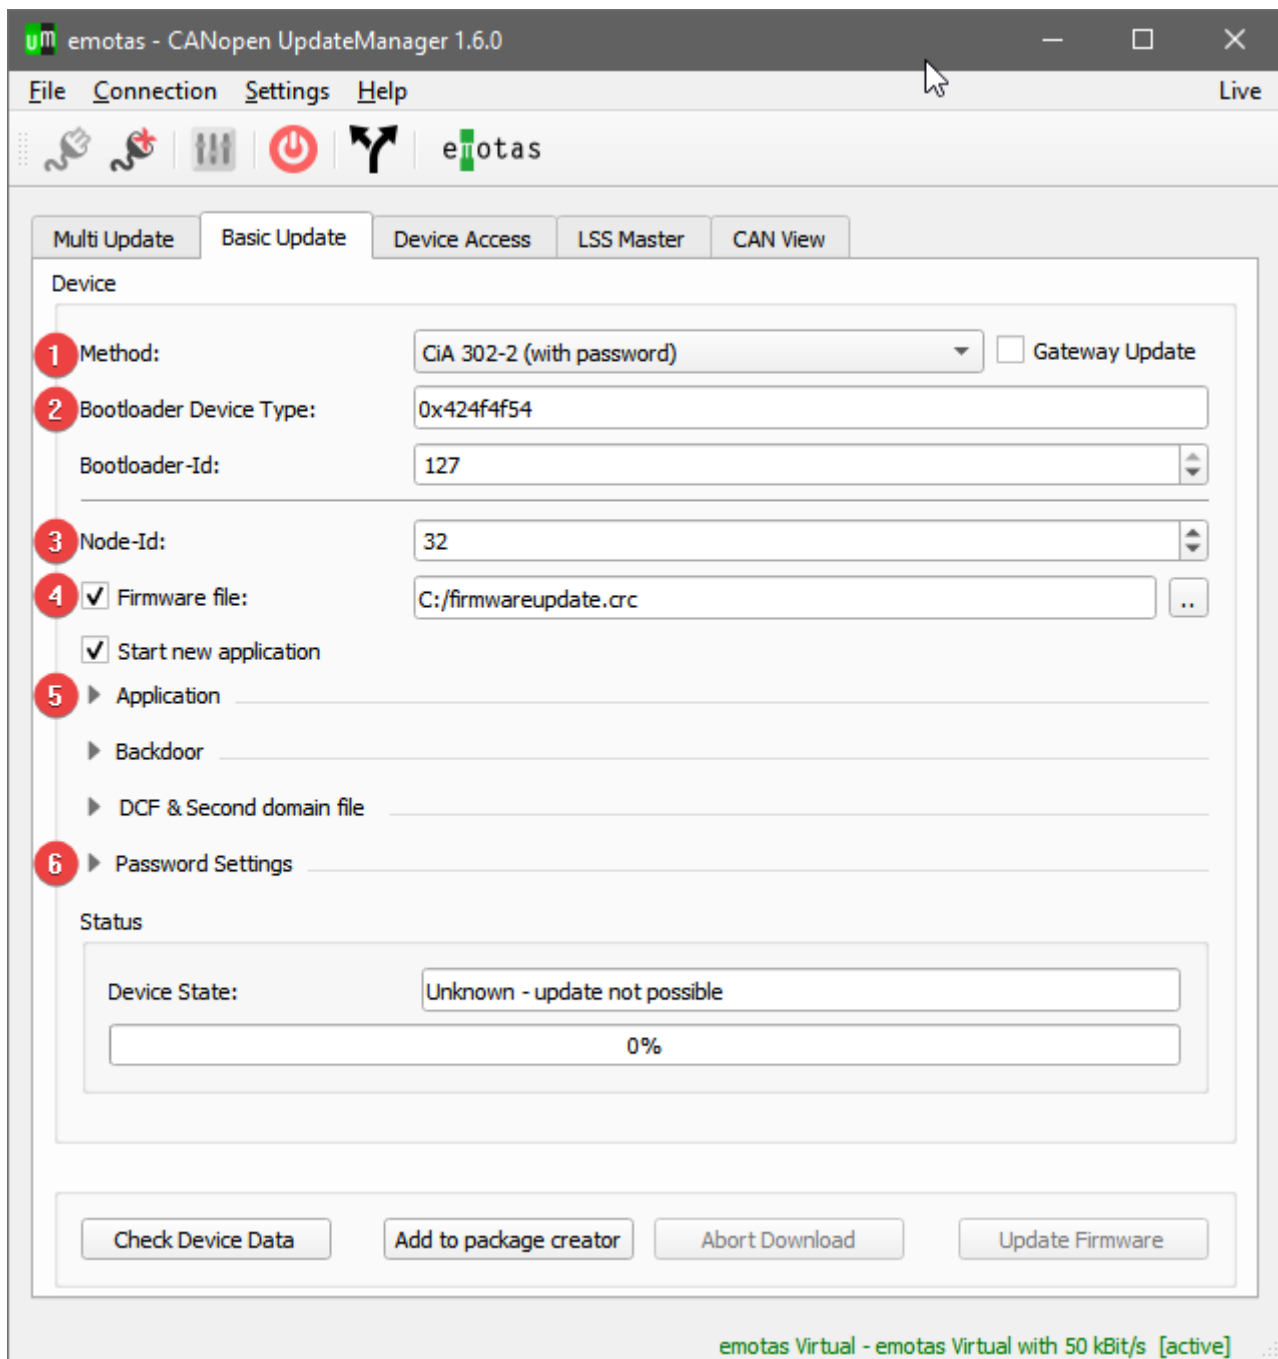 um emotas - CANopen UpdateManager 1.6.0
File Connection Settings Help Live
emotas
Multi Update Basic Update Device Access LSS Master CAN View
Device
1 Method: CiA 302-2 (with password) Gateway Update
2 Bootloader Device Type: 0x424f4f54
Bootloader-Id: 127
3 Node-Id: 32
4 Firmware file: C:/firmwareupdate.crc ..
Start new application
5 Application
Backdoor
DCF & Second domain file
6 Password Settings
Status
Device State: Unknown - update not possible
0%
Check Device Data Add to package creator Abort Download Update Firmware
emotas Virtual - emotas Virtual with 50 kBit/s [active]